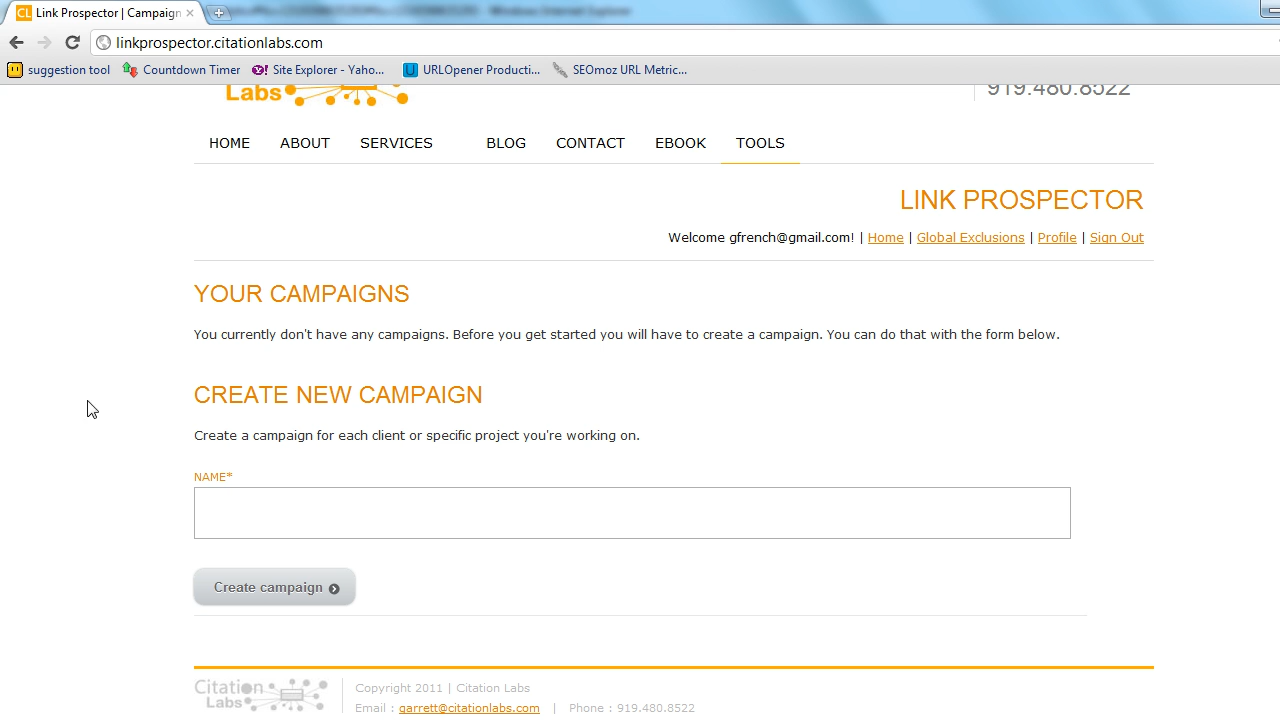 Link Prospector | Campaign
Windows Internet Explorer
linkprospector.citationlabs.com
suggestion tool Countdown Timer Site Explorer - Yaho... URLOpener Producti... SEOmoz URL Metric...
Labs 919.480.8522
HOME ABOUT SERVICES BLOG CONTACT EBOOK TOOLS
LINK PROSPECTOR
Welcome gfrench@gmail.com! | Home | Global Exclusions | Profile | Sign Out
YOUR CAMPAIGNS
You currently don't have any campaigns. Before you get started you will have to create a campaign. You can do that with the form below.
CREATE NEW CAMPAIGN
Create a campaign for each client or specific project you're working on.
NAME*
Create campaign
Citation Labs
Copyright 2011 | Citation Labs
Email : garrett@citationlabs.com | Phone : 919.480.8522